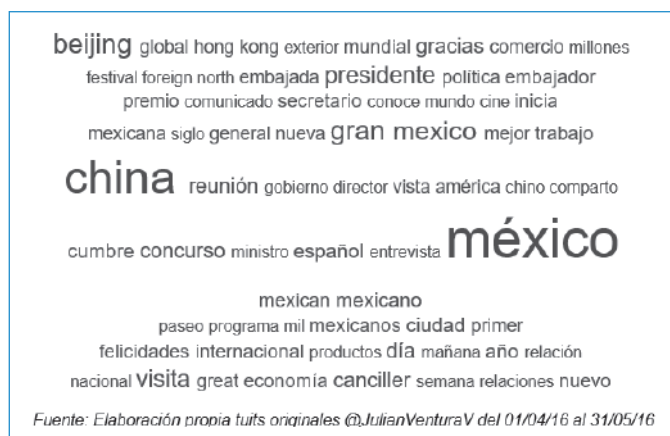 beijing global hong kong exterior mundial gracias comercio millones
festival foreign north embajada presidente política embajador
premio comunicado secretario conoce mundo cine inicia
mexicana siglo general nueva gran mexico mejor trabajo
china reunión gobierno director vista américa chino comparto
cumbre concurso ministro español entrevista méxico
mexican mexicano
paseo programa mil mexicanos ciudad primer
felicidades internacional productos día mañana año relación
nacional visita great economía canciller semana relaciones nuevo
Fuente: Elaboración propia tuits originales @JulianVenturaV del 01/04/16 al 31/05/16